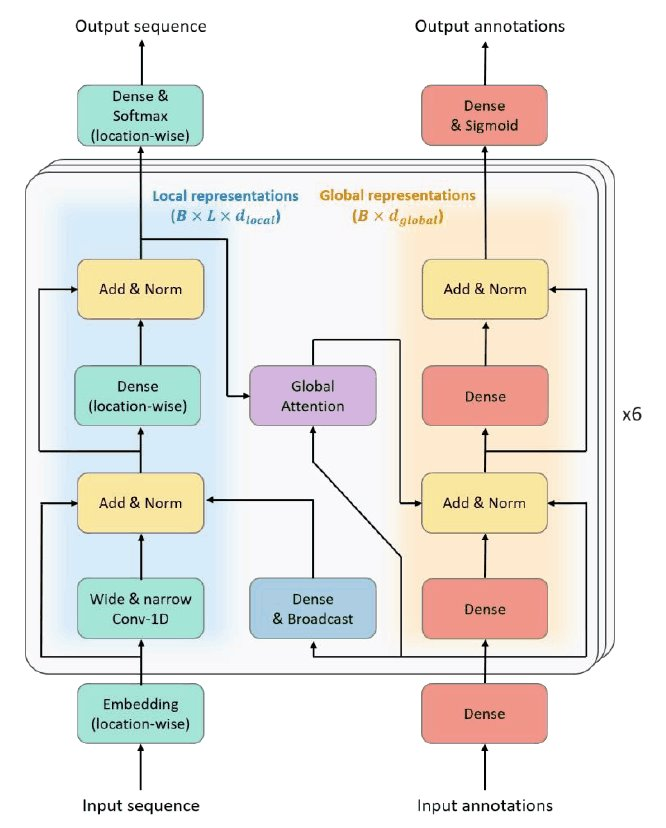 Output sequence
Output annotations
Dense &
Softmax
(location-wise)
Dense
& Sigmoid
Local representations
(B × L × d_local)
Global representations
(B × d_global)
Add & Norm
Add & Norm
Dense
(location-wise)
Global
Attention
Dense
x6
Add & Norm
Add & Norm
Wide & narrow
Conv-1D
Dense
& Broadcast
Dense
Embedding
(location-wise)
Dense
Input sequence
Input annotations